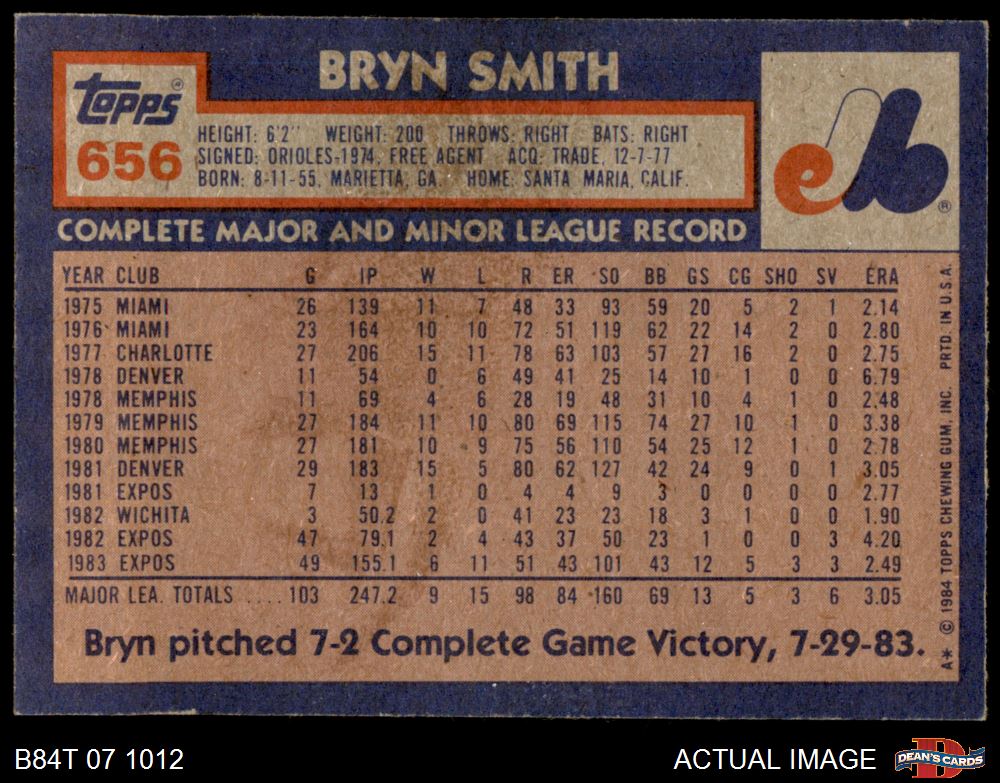 BRYN SMITH
Topps®
656
HEIGHT: 6'2" WEIGHT: 200 THROWS: RIGHT BATS: RIGHT
SIGNED: ORIOLES-1974, FREE AGENT ACQ: TRADE, 12-7-77
BORN: 8-11-55, MARIETTA, GA. HOME: SANTA MARIA, CALIF.
eb®
COMPLETE MAJOR AND MINOR LEAGUE RECORD
YEAR CLUB G IP W L R ER SO BB GS CG SHO SV ERA
1975 MIAMI 26 139 11 7 48 33 93 59 20 5 2 1 2.14
1976 MIAMI 23 164 10 10 72 51 119 62 22 14 2 0 2.80
1977 CHARLOTTE 27 206 15 11 78 63 103 57 27 16 2 0 2.75
1978 DENVER 11 54 0 6 49 41 25 14 10 1 0 0 6.79
1978 MEMPHIS 11 69 4 6 28 19 48 31 10 4 1 0 2.48
1979 MEMPHIS 27 184 11 10 80 69 115 74 27 10 1 0 3.38
1980 MEMPHIS 27 181 10 9 75 56 110 54 25 12 1 0 2.78
1981 DENVER 29 183 15 5 80 62 127 42 24 9 0 1 3.05
1981 EXPOS 7 13 1 0 4 4 9 3 0 0 0 0 2.77
1982 WICHITA 3 50.2 2 0 41 23 23 18 3 1 0 0 1.90
1982 EXPOS 47 79.1 2 4 43 37 50 23 1 0 0 3 4.20
1983 EXPOS 49 155.1 6 11 51 43 101 43 12 5 3 3 2.49
MAJOR LEA. TOTALS .... 103 247.2 9 15 98 84 160 69 13 5 3 6 3.05
Bryn pitched 7-2 Complete Game Victory, 7-29-83.
A* © 1984 TOPPS CHEWING GUM, INC. PRTD. IN U.S.A.
B84T 07 1012
ACTUAL IMAGE
D
DEAN'S CARDS